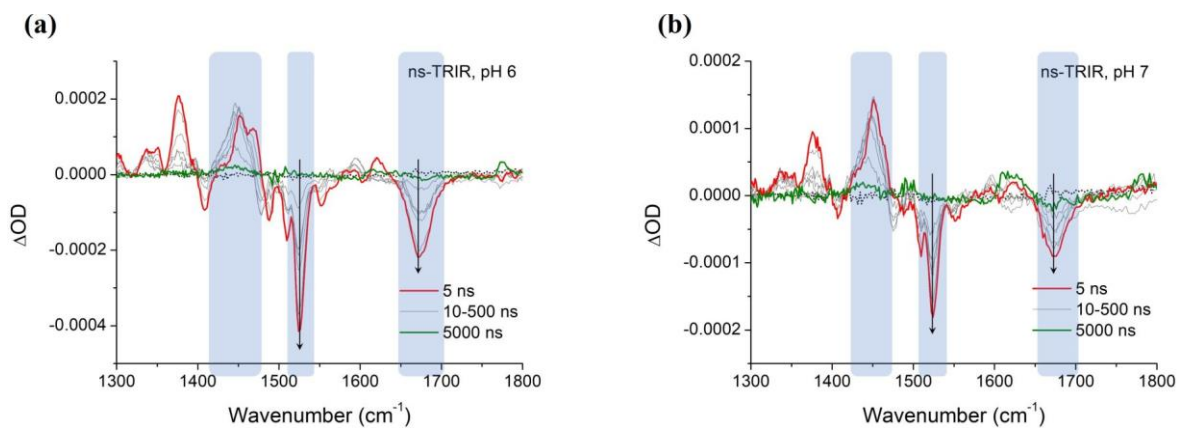 (a)
ns-TRIR, pH 6
0.0002
0.0000
-0.0002
-0.0004
ΔOD
5 ns
10-500 ns
5000 ns
1300 1400 1500 1600 1700 1800
Wavenumber (cm⁻¹)
(b)
ns-TRIR, pH 7
0.0002
0.0001
0.0000
-0.0001
-0.0002
ΔOD
5 ns
10-500 ns
5000 ns
1300 1400 1500 1600 1700 1800
Wavenumber (cm⁻¹)